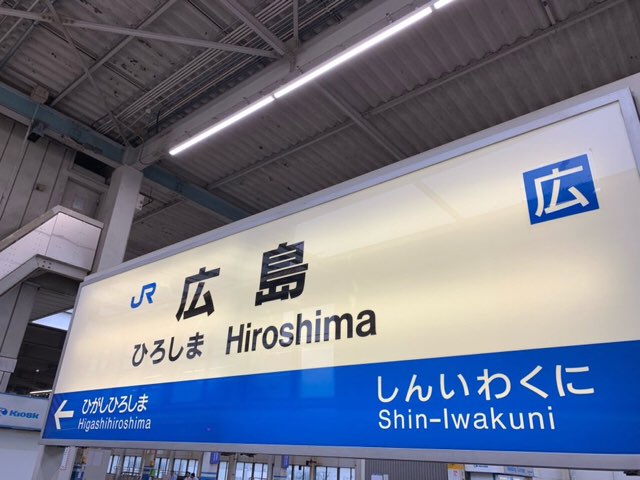 広
JR 広島
ひろしま Hiroshima
← ひがしひろしま
Higashihiroshima
しんいわくに
Shin-Iwakuni
KIOSK